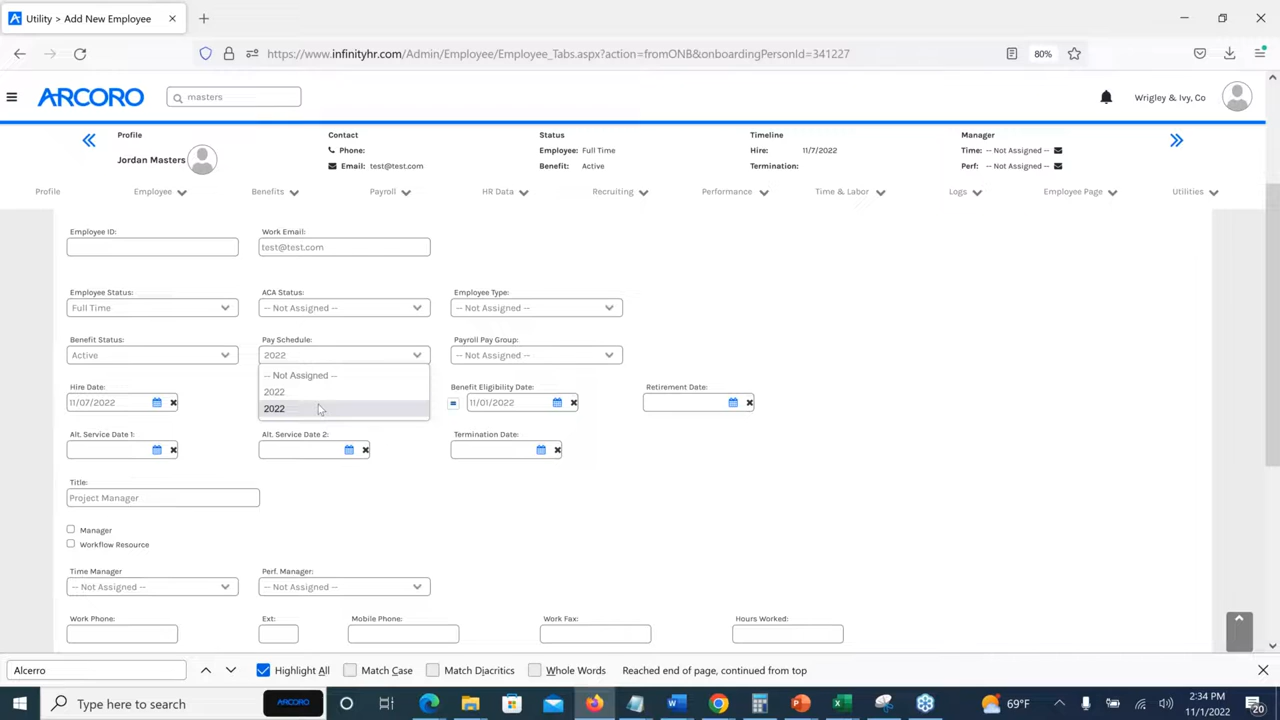 Utility > Add New Employee
https://www.infinityhr.com/Admin/Employee/Employee_Tabs.aspx?action=fromONB&onboardingPersonId=341227
80%
ARCORO
masters
Wrigley & Ivy, Co
Profile
Contact
Status
Timeline
Manager
Jordan Masters
Phone:
Employee: Full Time
Hire: 11/7/2022
Time: -- Not Assigned --
Email: test@test.com
Benefit: Active
Termination:
Perf: -- Not Assigned --
Profile Employee Benefits Payroll HR Data Recruiting Performance Time & Labor Logs Employee Page Utilities
Employee ID: Work Email:
test@test.com
Employee Status: ACA Status: Employee Type:
Full Time -- Not Assigned -- -- Not Assigned --
Benefit Status: Pay Schedule: Payroll Pay Group:
Active 2022 -- Not Assigned --
-- Not Assigned --
2022
2022
Hire Date: Benefit Eligibility Date: Retirement Date:
11/07/2022 11/01/2022
Alt. Service Date 1: Alt. Service Date 2: Termination Date:
Title:
Project Manager
Manager
Workflow Resource
Time Manager Perf. Manager:
-- Not Assigned -- -- Not Assigned --
Work Phone: Ext: Mobile Phone: Work Fax: Hours Worked:
Alcerro
Highlight All Match Case Match Diacritics Whole Words Reached end of page, continued from top
Type here to search
ARCORO
69°F
2:34 PM
11/1/2022
20